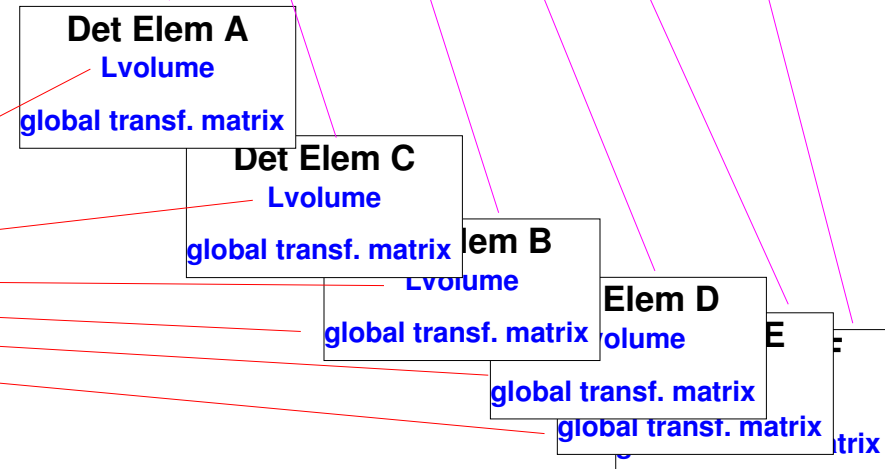 Det Elem A
Lvolume
global transf. matrix
Det Elem C
Lvolume
global transf. matrix
lem B
Lvolume
global transf. matrix
Elem D
volume
global transf. matrix
E
global transf. matrix
F
trix